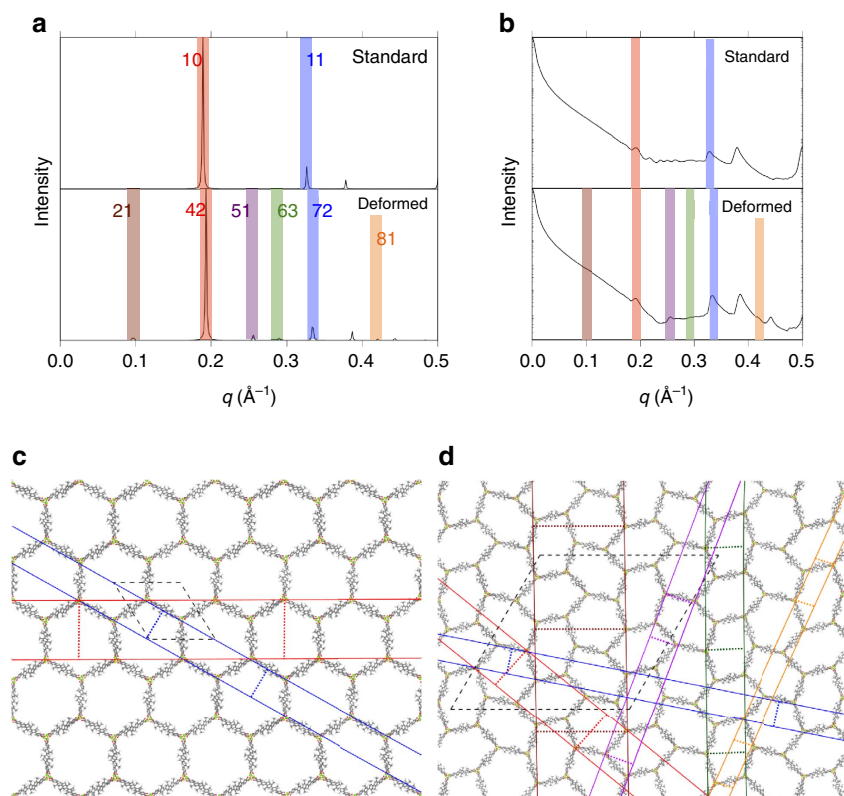 a
10
11
Standard
Intensity
21
42
51
63
72
81
Deformed
0.0
0.1
0.2
0.3
0.4
0.5
q (Å⁻¹)
b
Standard
Intensity
Deformed
0.0
0.1
0.2
0.3
0.4
0.5
q (Å⁻¹)
c
d